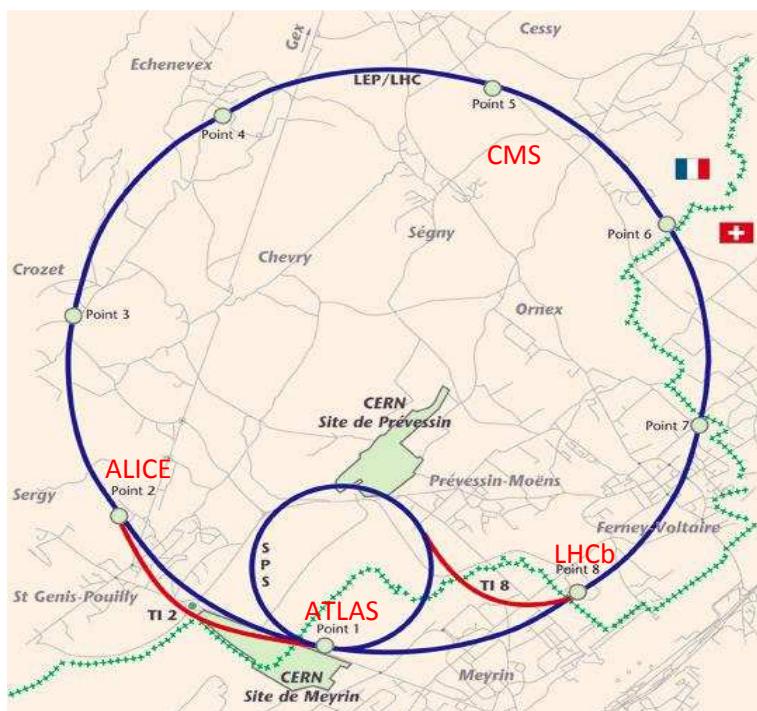 Cessy
Gex
Echenevex
LEP/LHC
Point 5
Point 4
CMS
Point 6
Ségny
Chevry
Crozet
Point 3
Ornex
CERN
Site de Prévessin
Point 7
ALICE
Point 2
Prévessin-Moëns
Sergy
Ferney-Voltaire
SPS
LHCb
Point 8
TI 8
St Genis-Pouilly
TI 2
ATLAS
Point 1
CERN
Site de Meyrin
Meyrin